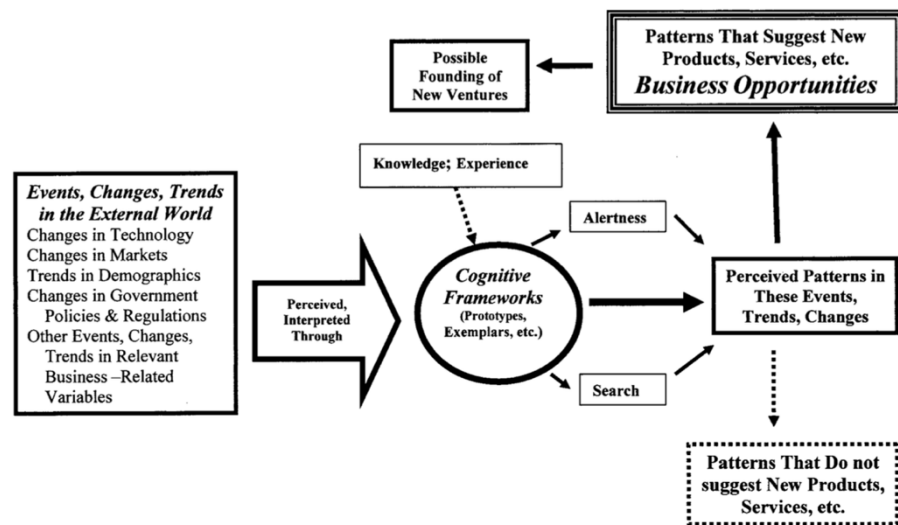 Patterns That Suggest New
Products, Services, etc.
Business Opportunities
Possible
Founding of
New Ventures
Knowledge; Experience
Events, Changes, Trends
in the External World
Changes in Technology
Changes in Markets
Trends in Demographics
Changes in Government
Policies & Regulations
Other Events, Changes,
Trends in Relevant
Business –Related
Variables
Perceived,
Interpreted
Through
Cognitive
Frameworks
(Prototypes,
Exemplars, etc.)
Alertness
Search
Perceived Patterns in
These Events,
Trends, Changes
Patterns That Do not
suggest New Products,
Services, etc.